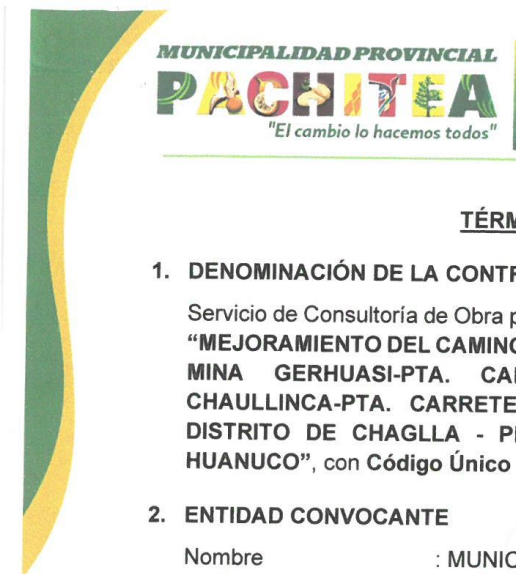 MUNICIPALIDAD PROVINCIAL
PACHITEA
"El cambio lo hacemos todos"
TÉRM
1. DENOMINACIÓN DE LA CONTR
Servicio de Consultoría de Obra p
“MEJORAMIENTO DEL CAMINO
MINA GERHUASI-PTA. CA
CHAULLINCA-PTA. CARRETE
DISTRITO DE CHAGLLA - P
HUANUCO”, con Código Único
2. ENTIDAD CONVOCANTE
Nombre : MUNIC